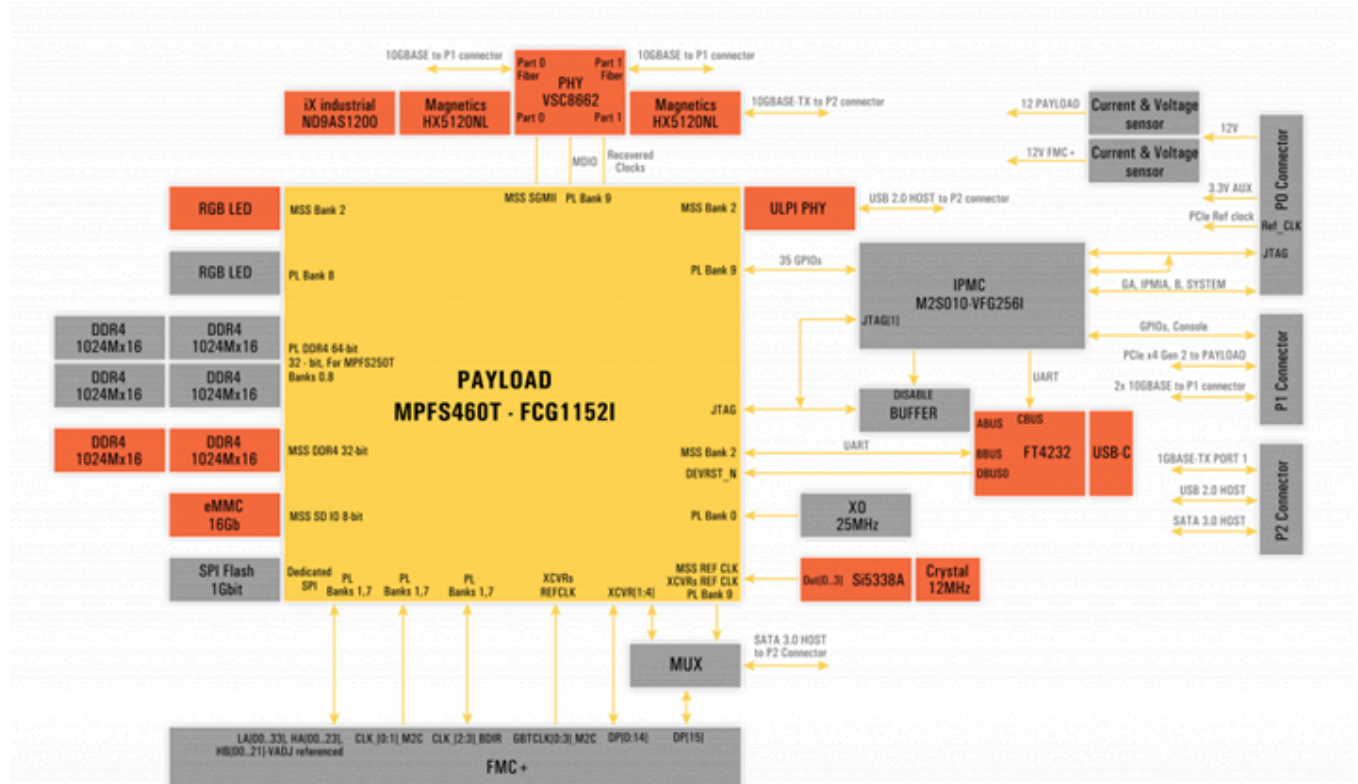 10GBASE to P1 connector
Part 0
Fiber
Part 1
Fiber
PHY
VSC8662
Part 0
Part 1
10GBASE to P1 connector
iX industrial
ND9AS1200
Magnetics
HX5120NL
Magnetics
HX5120NL
10GBASE-TX to P2 connector
MDIO
Recovered
Clocks
12 PAYLOAD
Current & Voltage
sensor
12V
12V FMC+
Current & Voltage
sensor
3.3V AUX
PCIe Ref clock
P0 Connector
Ref_CLK
JTAG
GA, IPMIA, B, SYSTEM
RGB LED
MSS Bank 2
MSS SGMII
PL Bank 9
MSS Bank 2
ULPI PHY
USB 2.0 HOST to P2 connector
RGB LED
PL Bank 8
PL Bank 9
35 GPIOs
IPMC
M2S010-VFG256I
JTAG[1]
GPIOs, Console
PCIe x4 Gen 2 to PAYLOAD
2x 10GBASE to P1 connector
P1 Connector
DDR4
1024Mx16
DDR4
1024Mx16
DDR4
1024Mx16
DDR4
1024Mx16
PL DDR4 64-bit
32 - bit, For MPFS250T
Banks 0.8
PAYLOAD
MPFS460T - FCG1152I
JTAG
DISABLE
BUFFER
UART
DDR4
1024Mx16
DDR4
1024Mx16
MSS DDR4 32-bit
MSS Bank 2
DEVRST_N
UART
ABUS
CBUS
BBUS
DBUS0
FT4232
USB-C
1GBASE-TX PORT 1
USB 2.0 HOST
SATA 3.0 HOST
P2 Connector
eMMC
16Gb
MSS SD IO 8-bit
PL Bank 0
XO
25MHz
SPI Flash
1Gbit
Dedicated
SPI
PL
Banks 1,7
PL
Banks 1,7
PL
Banks 1,7
XCVRs
REFCLK
XCVR[1:4]
MSS REF CLK
XCVRs REF CLK
PL Bank 9
Out[0..3]
Si5338A
Crystal
12MHz
MUX
SATA 3.0 HOST
to P2 Connector
LA(00..33), HA(00..23),
HB(00..21)-VADJ referenced
CLK_[0:1]_M2C
CLK_[2:3]_BDIR
GBTCLK[0:3]_M2C
DP[0:14]
DP[15]
FMC+